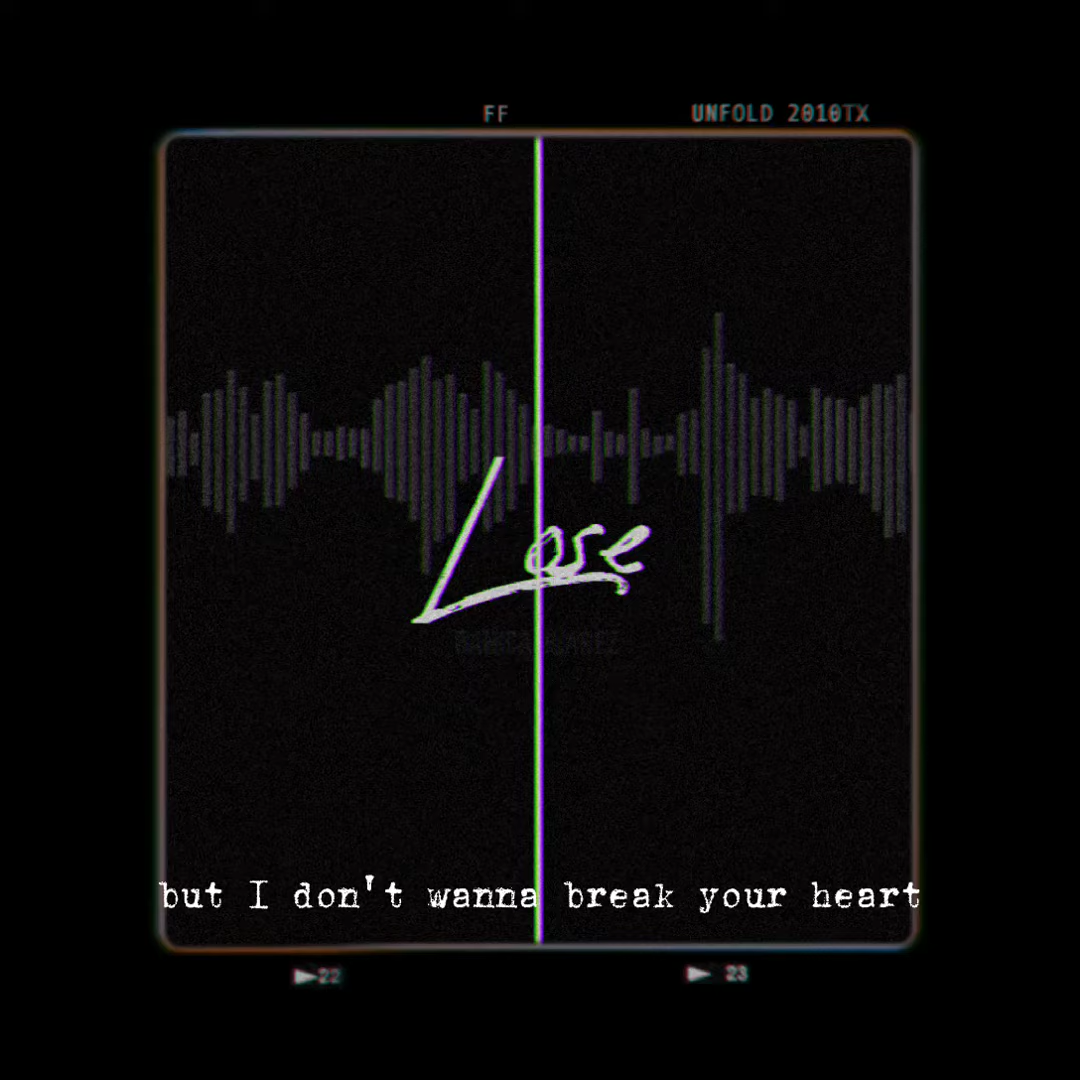 FF UNFOLD 2010TX
Lose
but I don't wanna break your heart
▶22 ▶ 23